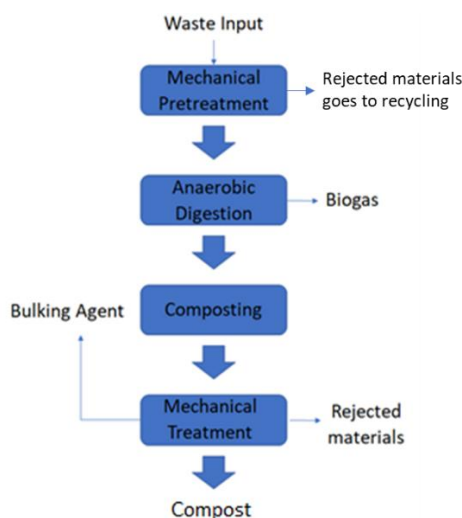 Waste Input
Mechanical
Pretreatment
Rejected materials
goes to recycling
Anaerobic
Digestion
Biogas
Composting
Bulking Agent
Mechanical
Treatment
Rejected
materials
Compost